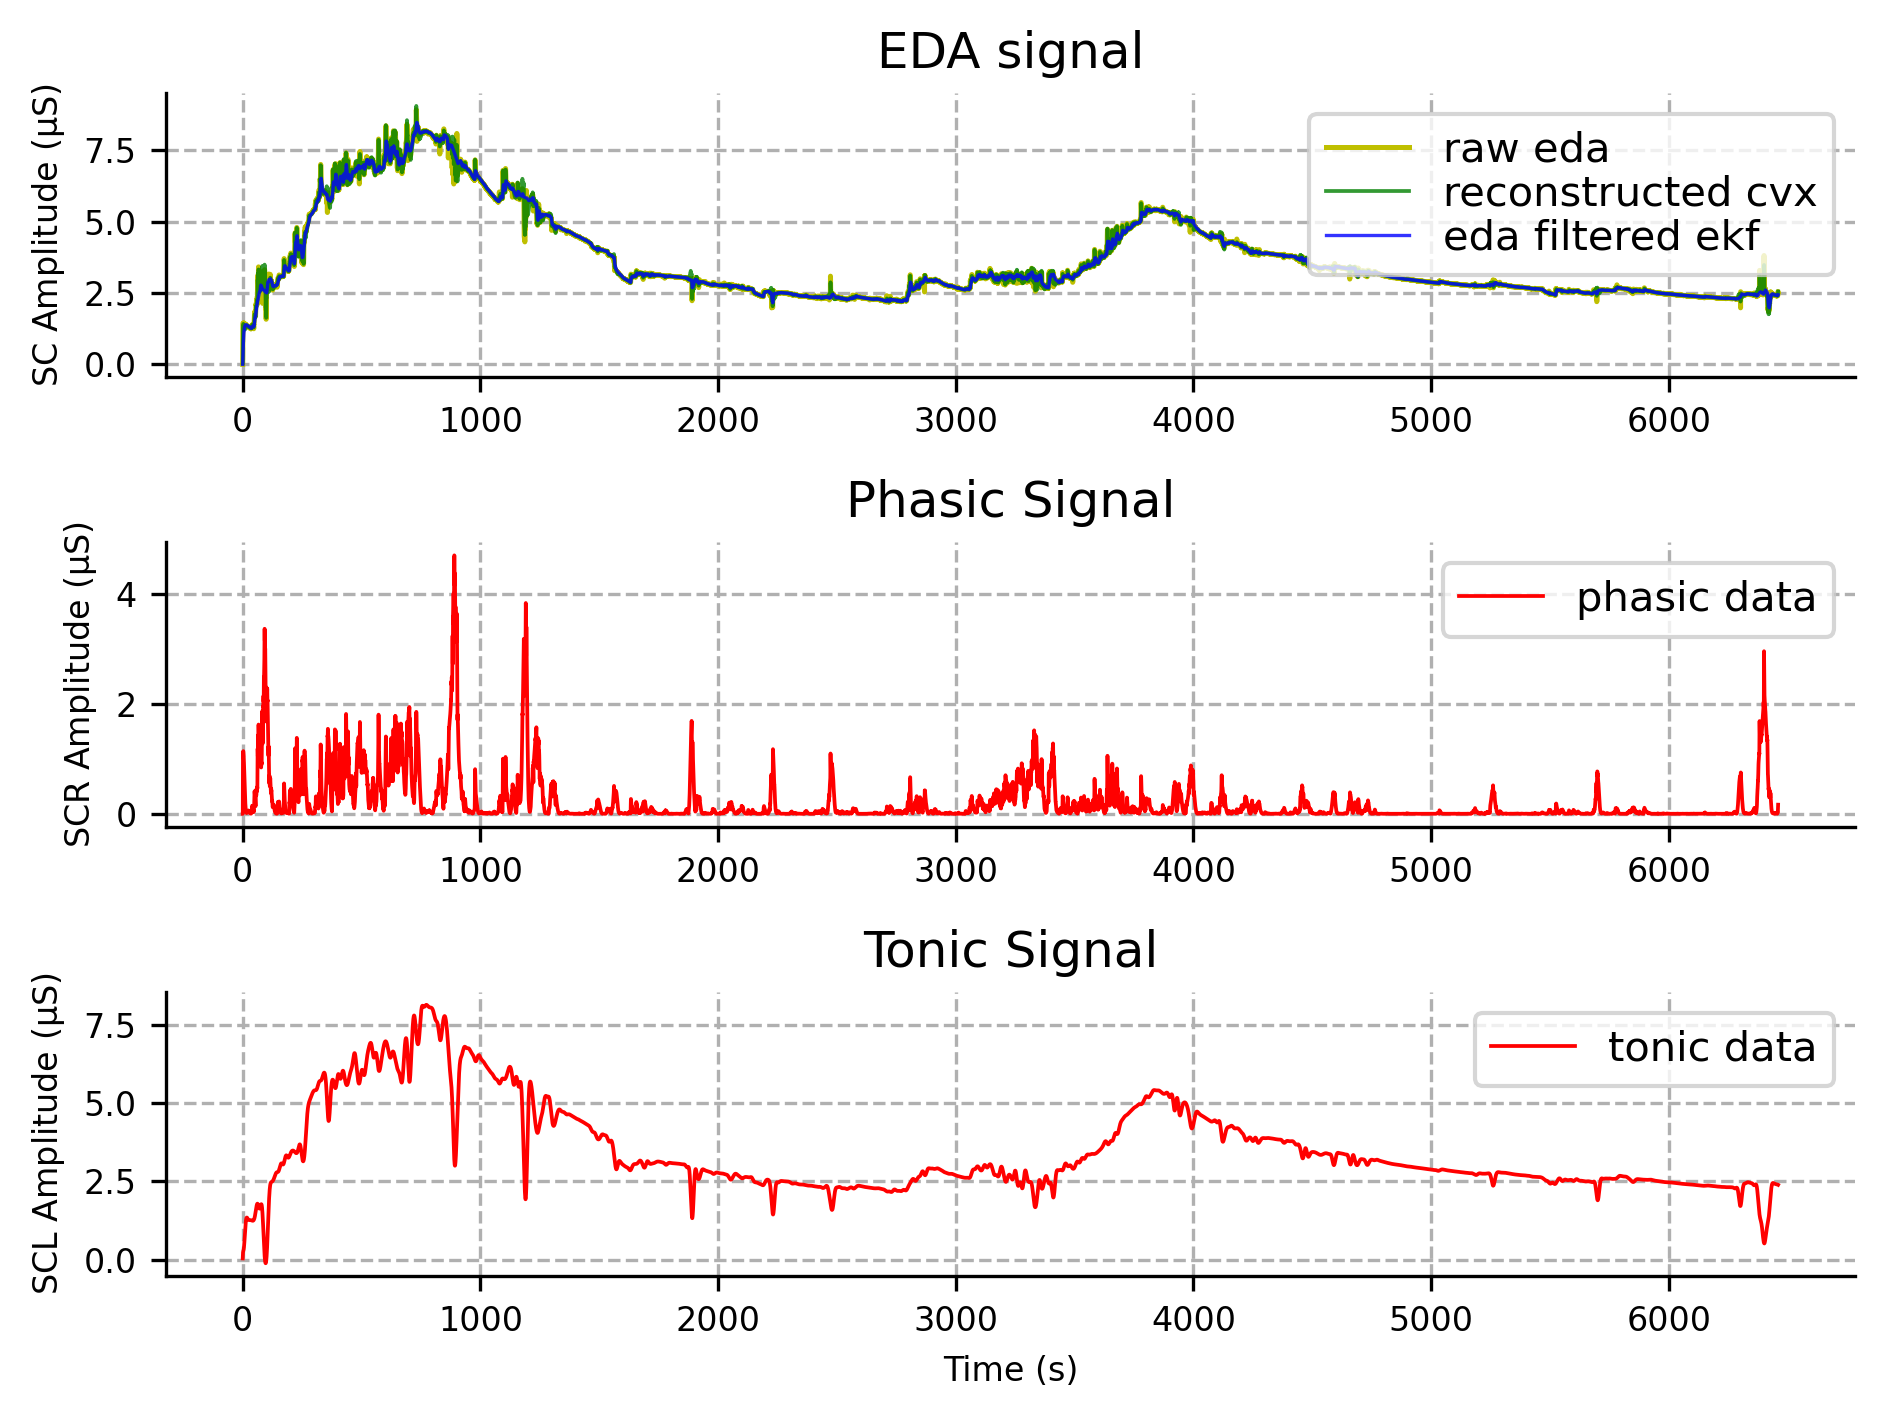 EDA signal
SC Amplitude (µS)
7.5
5.0
2.5
0.0
raw eda
reconstructed cvx
eda filtered ekf
0 1000 2000 3000 4000 5000 6000
Phasic Signal
SCR Amplitude (µS)
4
2
0
phasic data
0 1000 2000 3000 4000 5000 6000
Tonic Signal
SCL Amplitude (µS)
7.5
5.0
2.5
0.0
tonic data
0 1000 2000 3000 4000 5000 6000
Time (s)